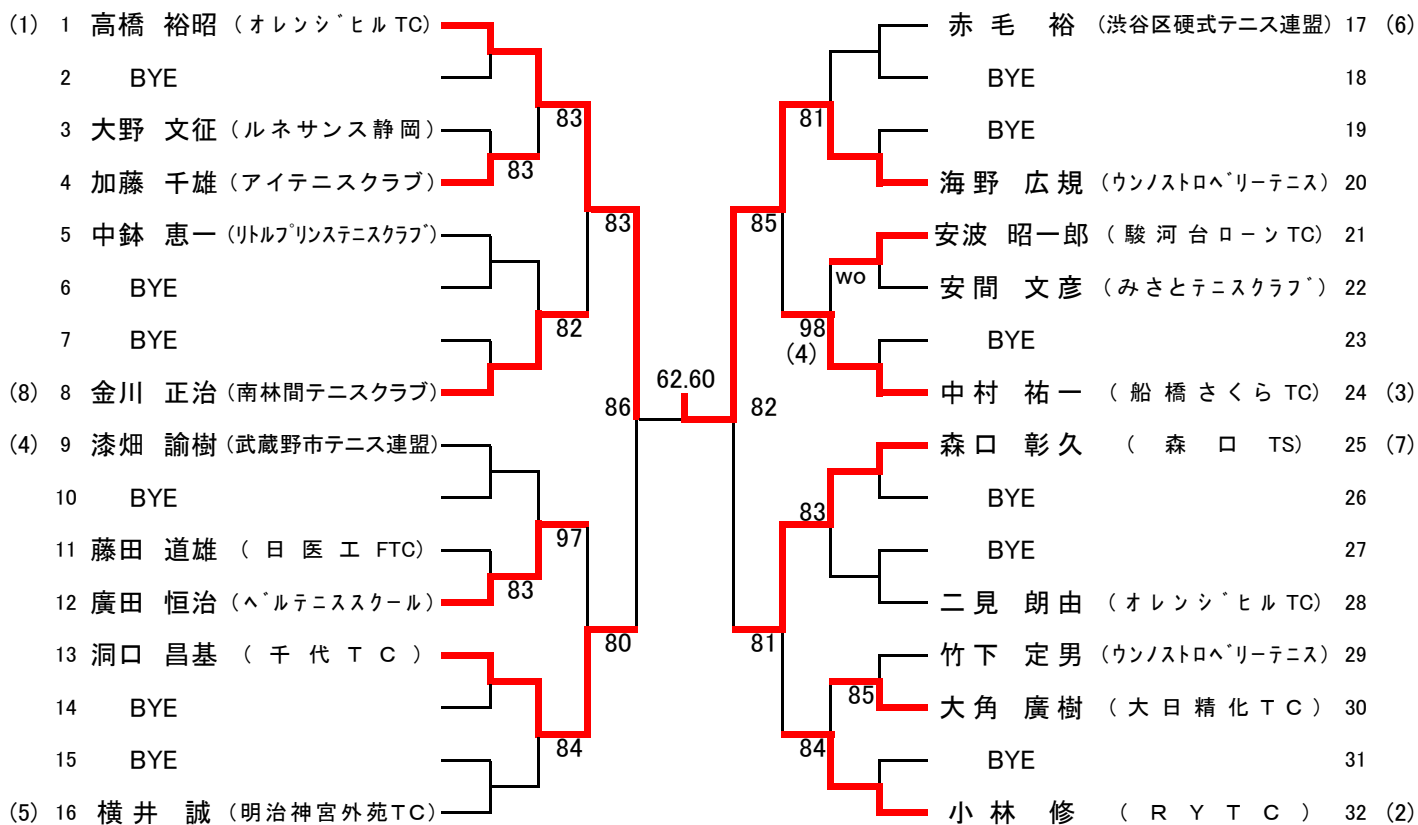 (1) 1 高橋 裕昭 (オレンジヒルTC)
2 BYE
3 大野 文征 (ルネサンス静岡)
83
4 加藤 千雄 (アイテニスクラブ)
83
5 中鉢 恵一 (リトルプリンステニスクラブ)
83
6 BYE
82
7 BYE
(8) 8 金川 正治 (南林間テニスクラブ)
86
(4) 9 漆畑 諭樹 (武蔵野市テニス連盟)
10 BYE
11 藤田 道雄 (日医工FTC)
97
83
12 廣田 恒治 (ベルテニススクール)
80
13 洞口 昌基 (千代TC)
14 BYE
84
15 BYE
(5) 16 横井 誠 (明治神宮外苑TC)
62.60
赤毛 裕 (渋谷区硬式テニス連盟) 17 (6)
BYE 18
81
BYE 19
海野 広規 (ウンノストロベリーテニス) 20
85
安波 昭一郎 (駿河台ローンTC) 21
wo
安間 文彦 (みさとテニスクラブ) 22
98
(4)
BYE 23
中村 祐一 (船橋さくらTC) 24 (3)
82
森口 彰久 (森口TS) 25 (7)
BYE 26
83
BYE 27
二見 朗由 (オレンジヒルTC) 28
81
竹下 定男 (ウンノストロベリーテニス) 29
85
大角 廣樹 (大日精化TC) 30
84
BYE 31
小林 修 (RYTC) 32 (2)